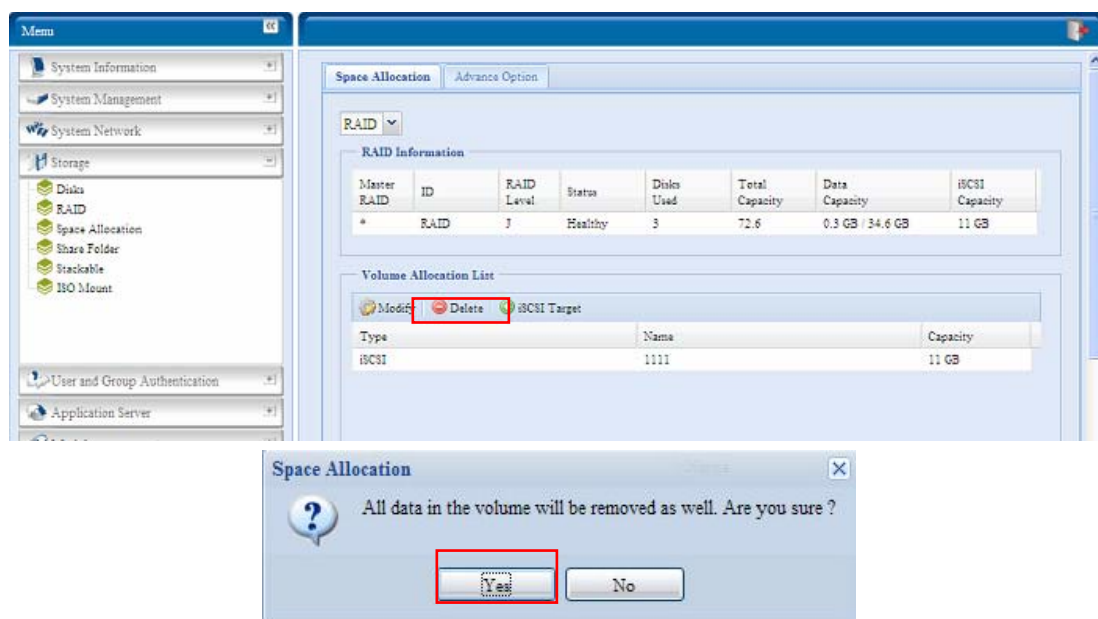 Menu
System Information
System Management
System Network
Storage
Disks
RAID
Space Allocation
Share Folder
Stackable
ISO Mount
User and Group Authentication
Application Server
Space Allocation Advance Option
RAID
RAID Information
Master RAID ID RAID Level Status Disks Used Total Capacity Data Capacity iSCSI Capacity
* RAID J Healthy 3 72.6 0.3 GB / 34.6 GB 11 GB
Volume Allocation List
Modify Delete iSCSI Target
Type Name Capacity
iSCSI 1111 11 GB
Space Allocation
All data in the volume will be removed as well. Are you sure ?
Yes No